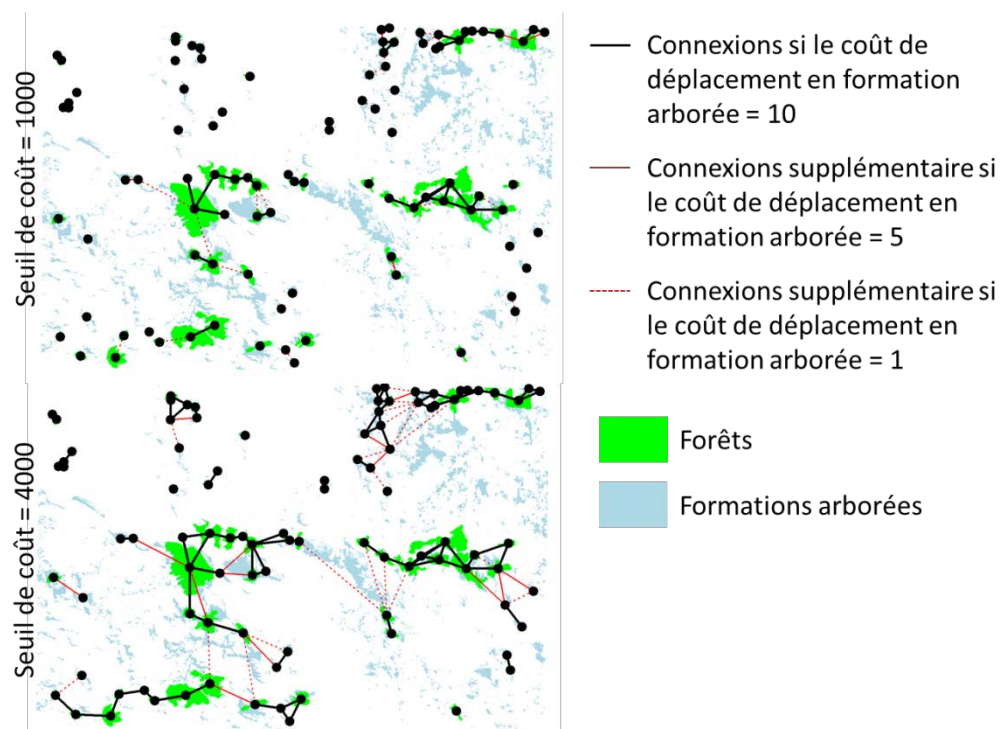 Seuil de coût = 1000
Connexions si le coût de
déplacement en formation
arborée = 10
Connexions supplémentaire si
le coût de déplacement en
formation arborée = 5
Connexions supplémentaire si
le coût de déplacement en
formation arborée = 1
Seuil de coût = 4000
Forêts
Formations arborées